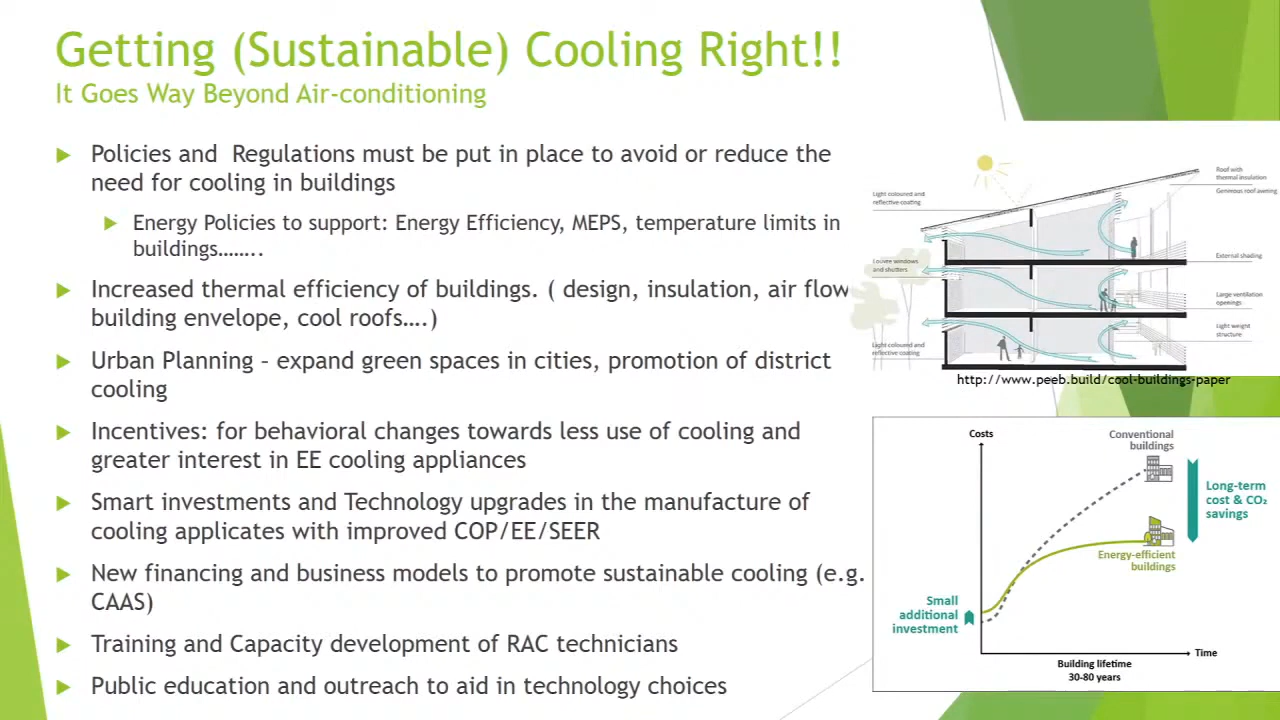 Getting (Sustainable) Cooling Right!!
It Goes Way Beyond Air-conditioning
Policies and Regulations must be put in place to avoid or reduce the
need for cooling in buildings
Energy Policies to support: Energy Efficiency, MEPS, temperature limits in
buildings……..
Increased thermal efficiency of buildings. ( design, insulation, air flow
building envelope, cool roofs….)
Urban Planning – expand green spaces in cities, promotion of district
cooling
Incentives: for behavioral changes towards less use of cooling and
greater interest in EE cooling appliances
Smart investments and Technology upgrades in the manufacture of
cooling applicates with improved COP/EE/SEER
New financing and business models to promote sustainable cooling (e.g.
CAAS)
Training and Capacity development of RAC technicians
Public education and outreach to aid in technology choices
Light coloured and
reflective coating
Louvre windows
and shutters
Light coloured and
reflective coating
Roof with
thermal insulation
Generous roof awning
External shading
Large ventilation
openings
Light weight
structure
http://www.peeb.build/cool-buildings-paper
Costs
Conventional
buildings
Long-term
cost & CO₂
savings
Energy-efficient
buildings
Small
additional
investment
Time
Building lifetime
30-80 years